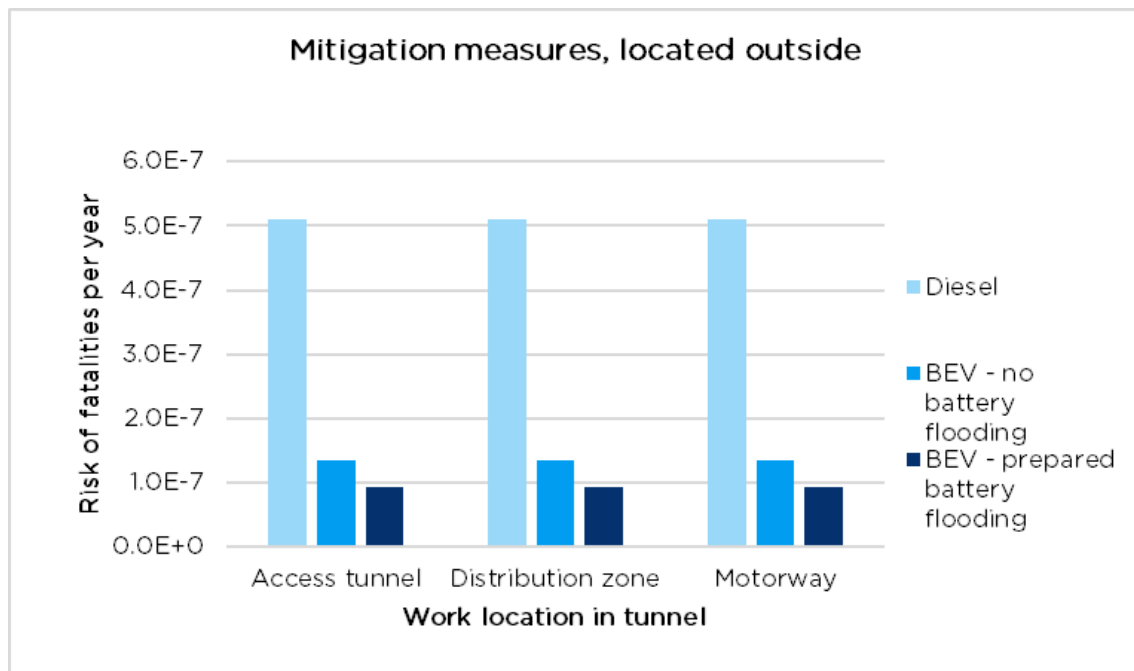 Mitigation measures, located outside
Risk of fatalities per year
6.0E-7
5.0E-7
4.0E-7
3.0E-7
2.0E-7
1.0E-7
0.0E+0
Access tunnel
Distribution zone
Motorway
Work location in tunnel
Diesel
BEV - no
battery
flooding
BEV - prepared
battery
flooding